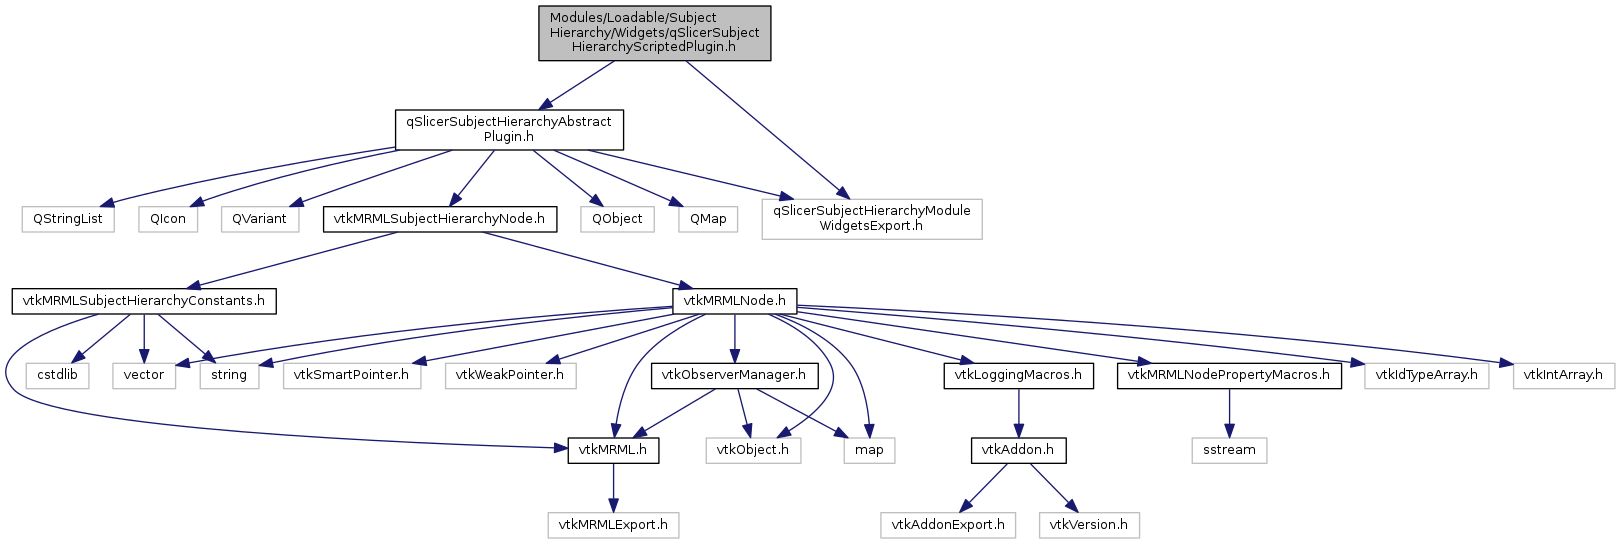 Modules/Loadable/Subject
Hierarchy/Widgets/qSlicerSubject
HierarchyScriptedPlugin.h
qSlicerSubjectHierarchyAbstract
Plugin.h
QStringList
QIcon
QVariant
vtkMRMLSubjectHierarchyNode.h
QObject
QMap
qSlicerSubjectHierarchyModule
WidgetsExport.h
vtkMRMLSubjectHierarchyConstants.h
vtkMRMLNode.h
cstdlib
vector
string
vtkSmartPointer.h
vtkWeakPointer.h
vtkObserverManager.h
vtkLoggingMacros.h
vtkMRMLNodePropertyMacros.h
vtkIdTypeArray.h
vtkIntArray.h
vtkMRML.h
vtkObject.h
map
vtkAddon.h
sstream
vtkMRMLExport.h
vtkAddonExport.h
vtkVersion.h